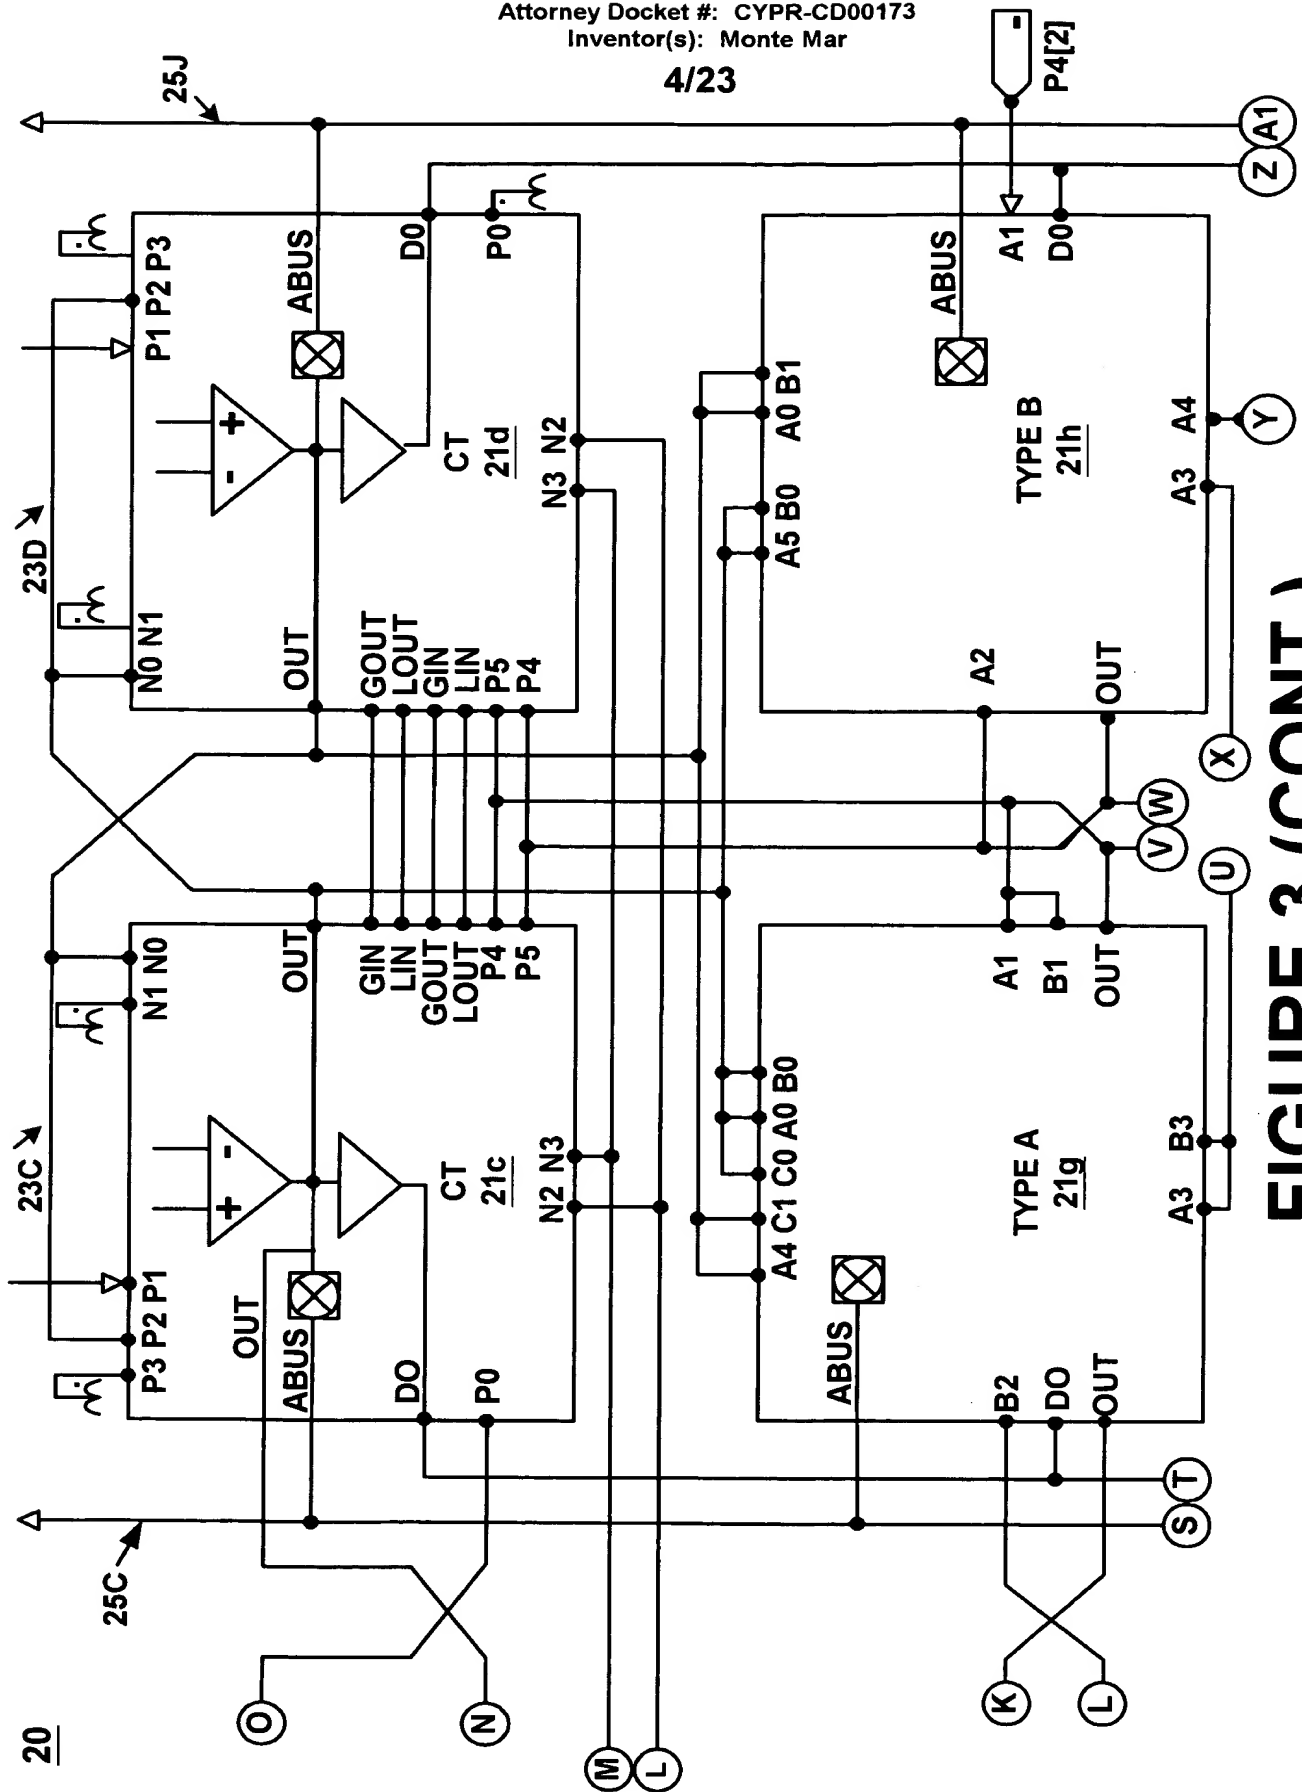 Attorney Docket #: CYPR-CD00173
Inventor(s): Monte Mar
4/23
20
23C
23D
25C
25J
P3 P2 P1
N1 N0
N0 N1
P1 P2 P3
- +
+ -
OUT
ABUS
DO
P0
OUT
GIN
LIN
GOUT
LOUT
P4
P5
CT
21c
N2 N3
OUT
GOUT
LOUT
GIN
LIN
P5
P4
CT
21d
N3 N2
ABUS
D0
P0
O
N
M
L
A4 C1 C0 A0 B0
ABUS
TYPE A
21g
B2
DO
OUT
A1
B1
OUT
A3 B3
A5 B0 A0 B1
ABUS
A1
D0
P4[2]
-
TYPE B
21h
A2
OUT
A3 A4
K
L
S
T
U
V
W
X
Y
Z
A1
FIGURE 3 (CONT.)